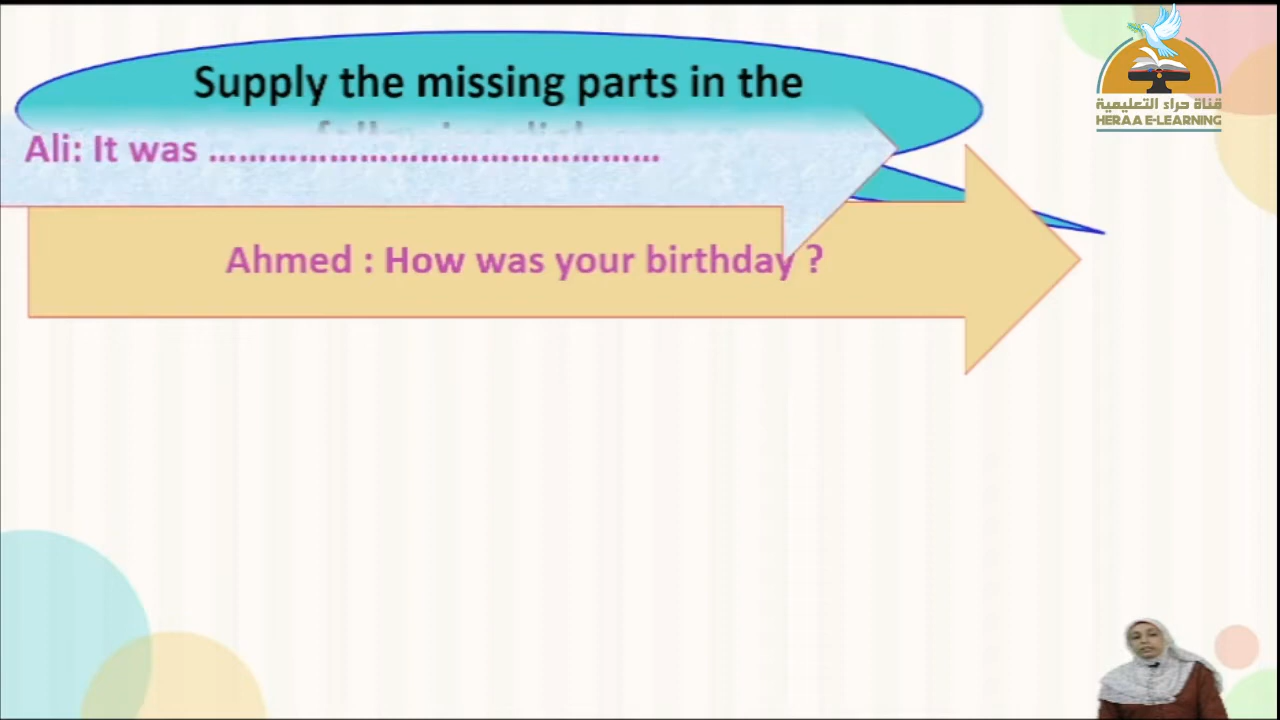 Supply the missing parts in the
Ali: It was ..................................................
Ahmed : How was your birthday ?
قناة حراء التعليمية
HERAA E-LEARNING